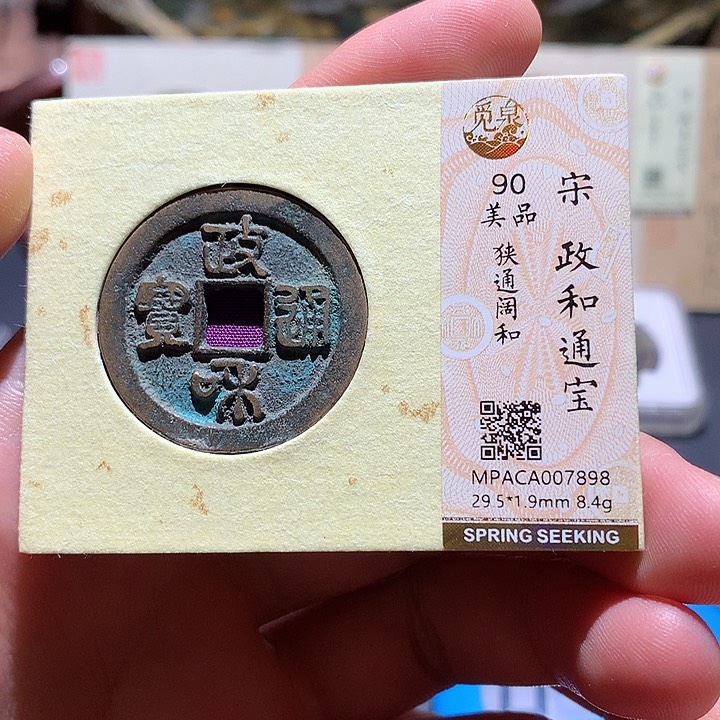 政
和
通
寶
觅泉
90
美品
狭通阔和
宋 政和通宝
MPACA007898
29.5*1.9mm 8.4g
SPRING SEEKING